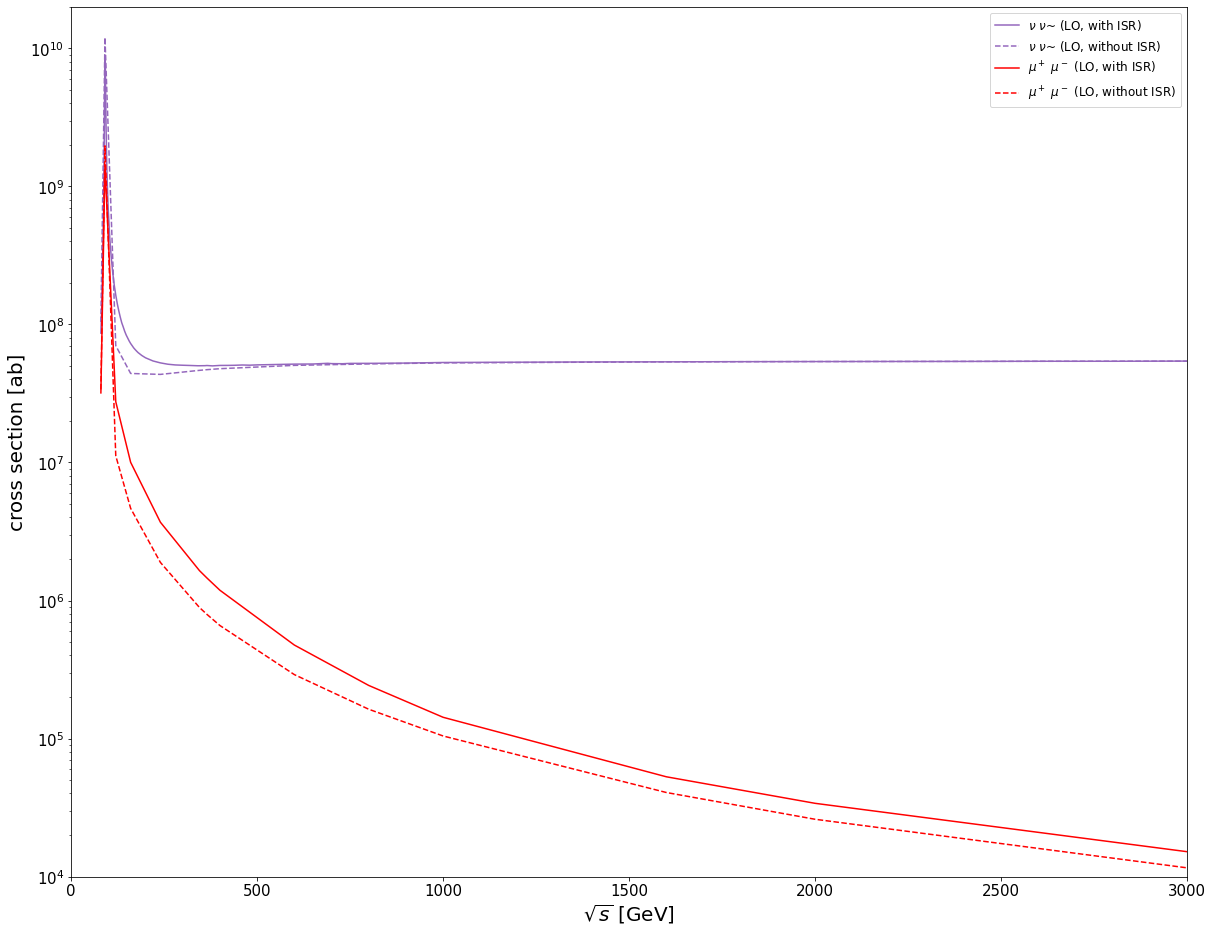 ν ν~ (LO, with ISR)
ν ν~ (LO, without ISR)
μ⁺ μ⁻ (LO, with ISR)
μ⁺ μ⁻ (LO, without ISR)
10¹⁰
10⁹
10⁸
10⁷
10⁶
10⁵
10⁴
cross section [ab]
0 500 1000 1500 2000 2500 3000
√s [GeV]